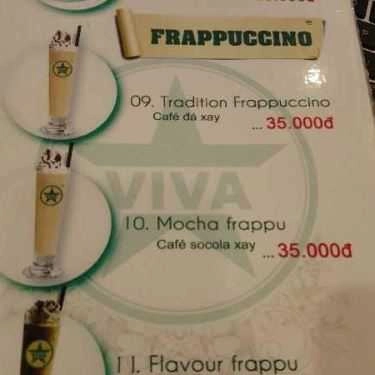 FRAPPUCCINO
09. Tradition Frappuccino
Café đá xay
... 35.000đ
VIVA
10. Mocha frappu
Café socola xay
... 35.000đ
11. Flavour frappu